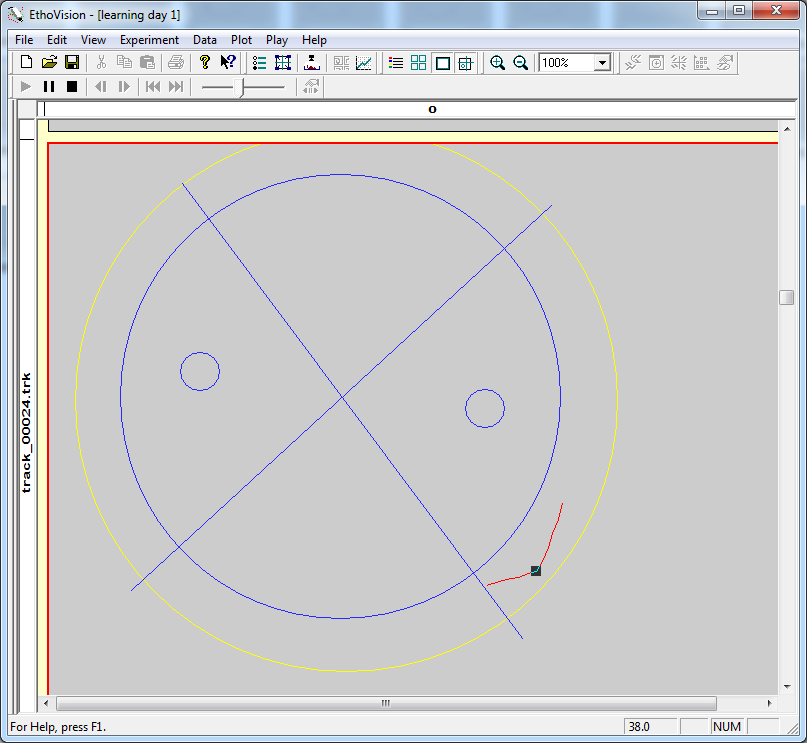 EthoVision - [learning day 1]
File Edit View Experiment Data Plot Play Help
100%
o
track_00024.trk
For Help, press F1.
38.0
NUM